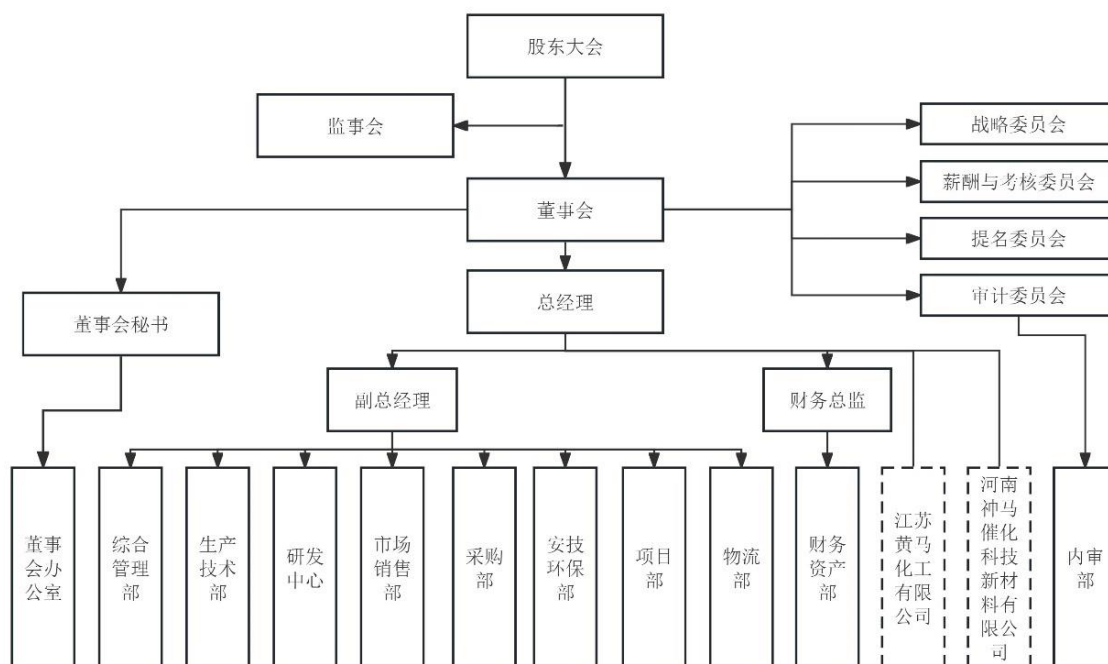 股东大会
监事会
战略委员会
薪酬与考核委员会
董事会
提名委员会
总经理
审计委员会
董事会秘书
副总经理
财务总监
董事
会办
公室
综合
管理
部
生产
技术
部
研发
中心
市场
销售
部
采购
部
安技
环保
部
项目
部
物流
部
财务
资产
部
江苏
黄马
化工
有限
公司
河南
神马
催化
科技
新材
料有
限公
司
内审
部